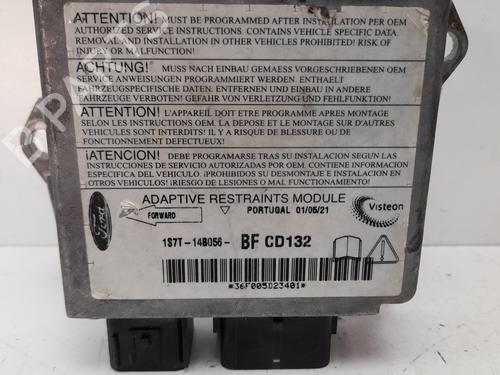 ATTENTION! MUST BE PROGRAMMED AFTER INSTALLATION PER OEM
AUTHORIZED SERVICE INSTRUCTIONS. CONTAINS VEHICLE SPECIFIC DATA.
REMOVAL AND INSTALLATION IN OTHER VEHICLES PROHIBITED! RISK OF
INJURY OR MALFUNCTION!
ACHTUNG! MUSS NACH EINBAU GEMAESS VORGESCHRIEBENEN OEM
SERVICE ANWEISUNGEN PROGRAMMIERT WERDEN. ENTHAELT
FAHRZEUGSPEZIFISCHE DATEN. ENTFERNEN UND EINBAU IN ANDERE
FAHRZEUGE VERBOTEN! GEFAHR VON VERLETZUNG UND FEHLFUNKTION!
ATTENTION! L'APPAREIL DOIT ETRE PROGRAMME APRES MONTAGE
SELON LES INSTRUCTIONS OEM. LA DEPOSE ET LE MONTAGE SUR D'AUTRES
VEHICULES SONT INTERDITS! IL Y A RISQUE DE BLESSURE OU DE
FONCTIONNEMENT DEFECTUEUX!
¡ATENCION! DEBE PROGRAMARSE TRAS SU INSTALACION SEGUN LAS
INSTRUCCIONES DE SERVICIO AUTORIZADAS POR OEM. CONTIENE INFORMACION
ESPECIFICA DEL VEHICULO. ¡PROHIBIDOS SU DESMONTAJE E INSTALACION
EN OTROS VEHICULOS! ¡RIESGO DE LESIONES O MAL FUNCIONAMIENTO!
ADAPTIVE RESTRAINTS MODULE
Ford FORWARD PORTUGAL 01/06/21 Visteon
1S7T-14B056- BF CD132
*36F005D23401*